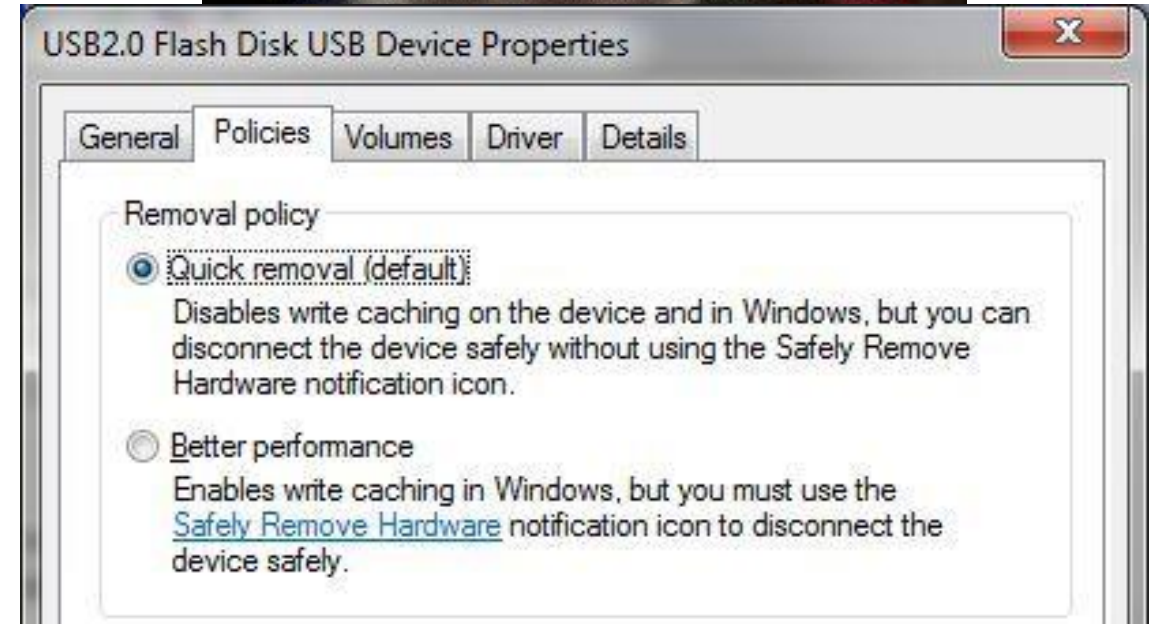 USB2.0 Flash Disk USB Device Properties
General Policies Volumes Driver Details
Removal policy
Quick removal (default)
Disables write caching on the device and in Windows, but you can
disconnect the device safely without using the Safely Remove
Hardware notification icon.
Better performance
Enables write caching in Windows, but you must use the
Safely Remove Hardware notification icon to disconnect the
device safely.